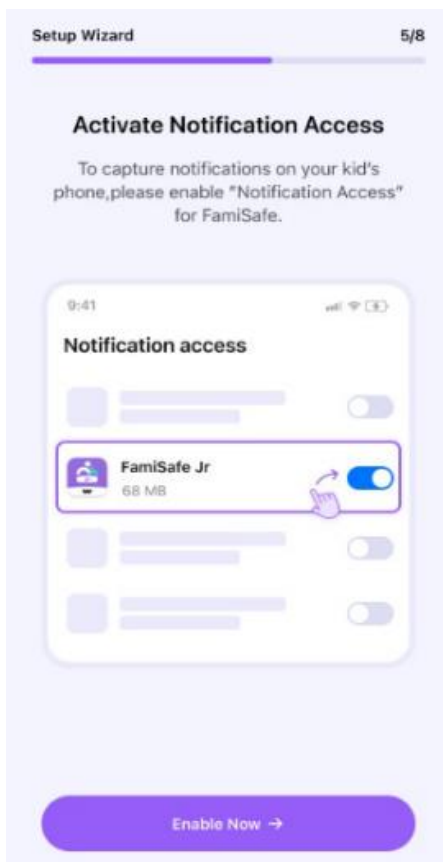 Setup Wizard 5/8
Activate Notification Access
To capture notifications on your kid's
phone,please enable "Notification Access"
for FamiSafe.
9:41
Notification access
FamiSafe Jr
68 MB
Enable Now →